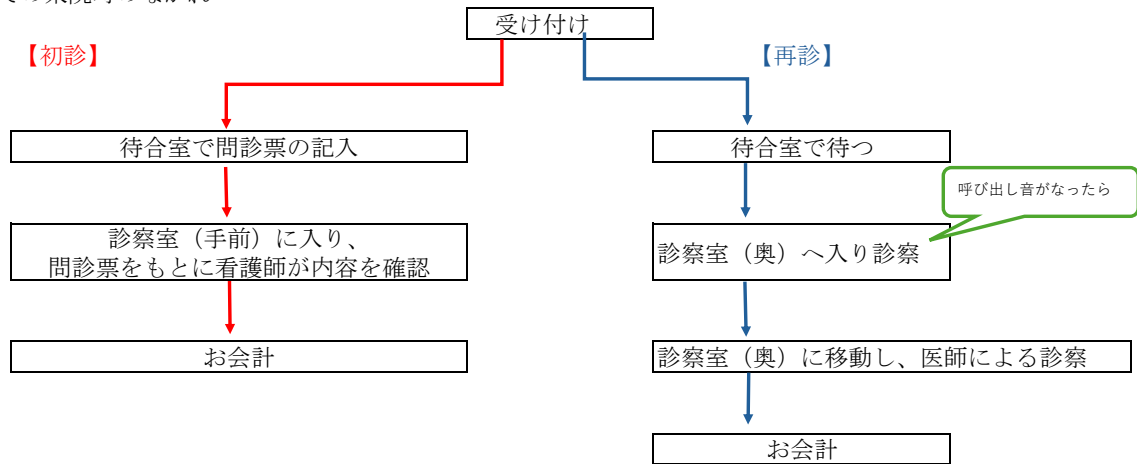 受け付け
【初診】
【再診】
待合室で問診票の記入
待合室で待つ
呼び出し音がなったら
診察室（手前）に入り、
問診票をもとに看護師が内容を確認
診察室（奥）へ入り診察
お会計
診察室（奥）に移動し、医師による診察
お会計